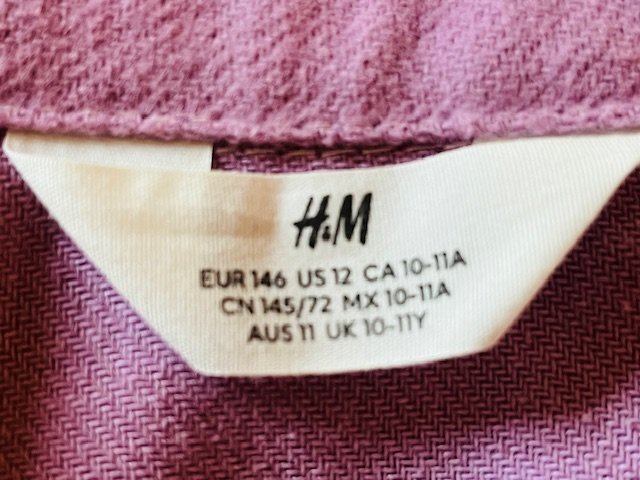 H&M
EUR 146 US 12 CA 10-11A
CN 145/72 MX 10-11A
AUS 11 UK 10-11Y